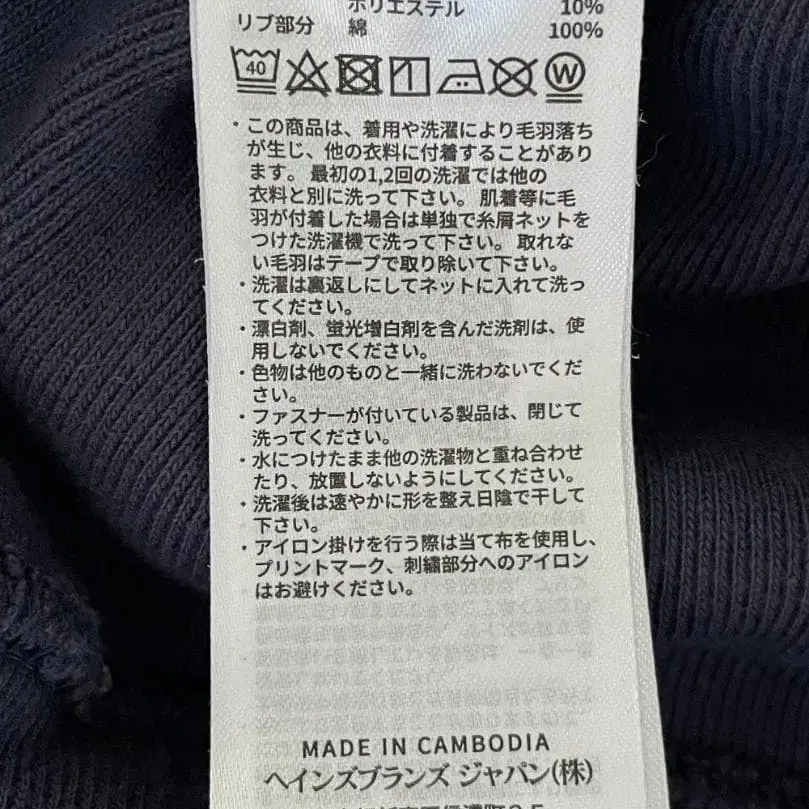 ポリエステル 10%
リブ部分 綿 100%
40 W
・この商品は、着用や洗濯により毛羽落ち
が生じ、他の衣料に付着することがあり
ます。 最初の1,2回の洗濯では他の
衣料と別に洗って下さい。 肌着等に毛
羽が付着した場合は単独で糸屑ネットを
つけた洗濯機で洗って下さい。 取れな
い毛羽はテープで取り除いて下さい。
・洗濯は裏返しにしてネットに入れて洗っ
てください。
・漂白剤、蛍光増白剤を含んだ洗剤は、使
用しないでください。
・色物は他のものと一緒に洗わないでくだ
さい。
・ファスナーが付いている製品は、閉じて
洗ってください。
・水につけたまま他の洗濯物と重ね合わせ
たり、放置しないようにしてください。
・洗濯後は速やかに形を整え日陰で干して
下さい。
・アイロン掛けを行う際は当て布を使用し、
プリントマーク、刺繍部分へのアイロン
はお避けください。
MADE IN CAMBODIA
ヘインズブランズ ジャパン(株)